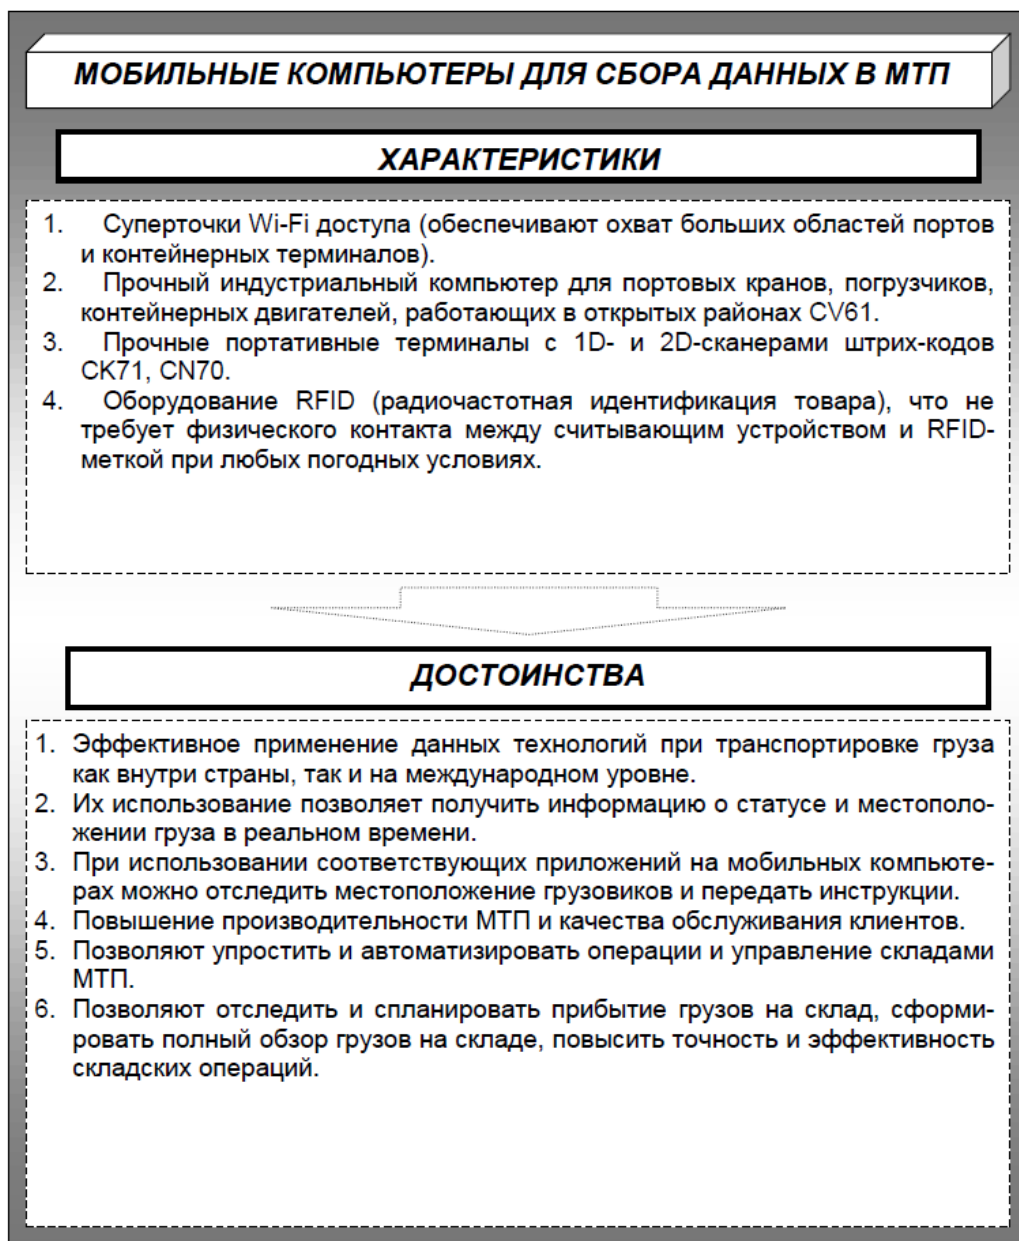 МОБИЛЬНЫЕ КОМПЬЮТЕРЫ ДЛЯ СБОРА ДАННЫХ В МТП
ХАРАКТЕРИСТИКИ
1. Суперточки Wi-Fi доступа (обеспечивают охват больших областей портов
и контейнерных терминалов).
2. Прочный индустриальный компьютер для портовых кранов, погрузчиков,
контейнерных двигателей, работающих в открытых районах CV61.
3. Прочные портативные терминалы с 1D- и 2D-сканерами штрих-кодов
CK71, CN70.
4. Оборудование RFID (радиочастотная идентификация товара), что не
требует физического контакта между считывающим устройством и RFID-
меткой при любых погодных условиях.
ДОСТОИНСТВА
1. Эффективное применение данных технологий при транспортировке груза
как внутри страны, так и на международном уровне.
2. Их использование позволяет получить информацию о статусе и местополо-
жении груза в реальном времени.
3. При использовании соответствующих приложений на мобильных компьюте-
рах можно отследить местоположение грузовиков и передать инструкции.
4. Повышение производительности МТП и качества обслуживания клиентов.
5. Позволяют упростить и автоматизировать операции и управление складами
МТП.
6. Позволяют отследить и спланировать прибытие грузов на склад, сформи-
ровать полный обзор грузов на складе, повысить точность и эффективность
складских операций.